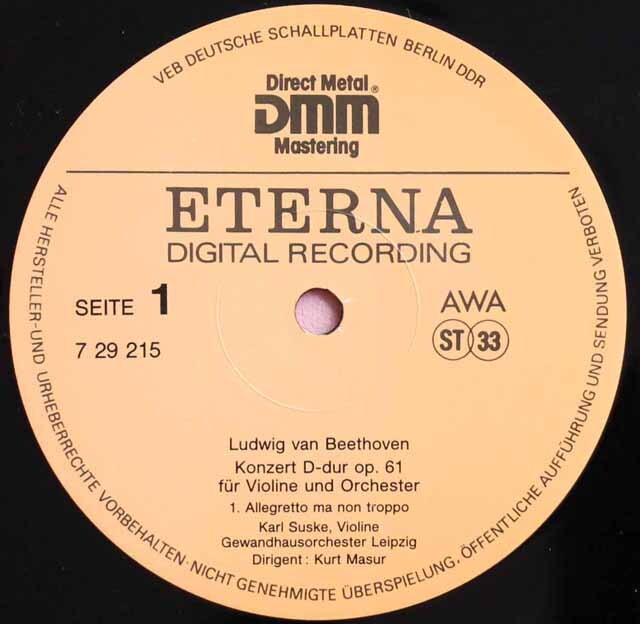 VEB DEUTSCHE SCHALLPLATTEN BERLIN DDR
Direct Metal
DMM®
Mastering
ETERNA
DIGITAL RECORDING
SEITE 1
AWA
7 29 215
ST 33
Ludwig van Beethoven
Konzert D-dur op. 61
für Violine und Orchester
1. Allegretto ma non troppo
Karl Suske, Violine
Gewandhausorchester Leipzig
Dirigent: Kurt Masur
ALLE HERSTELLER-UND URHEBERRECHTE VORBEHALTEN·NICHT GENEHMIGTE ÜBERSPIELUNG, ÖFFENTLICHE AUFFÜHRUNG UND SENDUNG VERBOTEN